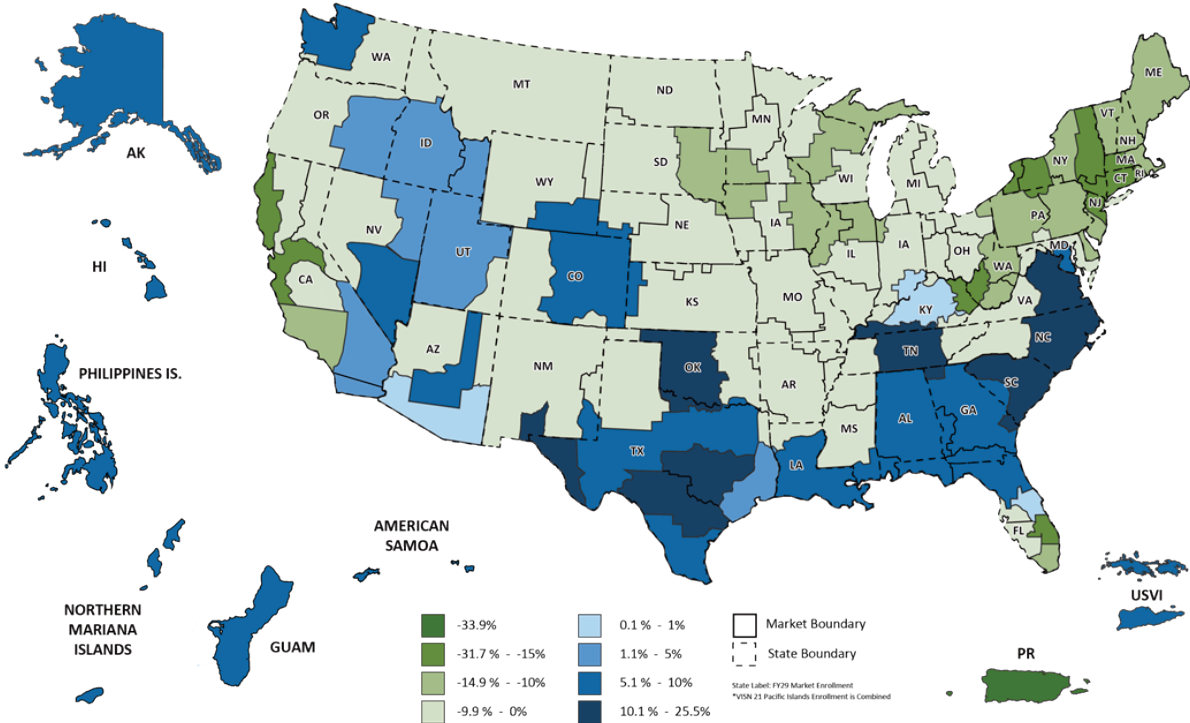 WA
MT
ND
ME
OR
MN
VT
AK
ID
NH
SD
NY
MA
WI
CT
RI
WY
MI
HI
NV
NE
IA
PA
NJ
UT
IL
IA
OH
MD
CA
CO
WA
KS
MO
KY
VA
PHILIPPINES IS.
AZ
NM
OK
TN
NC
AR
SC
MS
AL
GA
TX
LA
FL
AMERICAN
SAMOA
NORTHERN
MARIANA
ISLANDS
GUAM
USVI
PR
-33.9%
-31.7 % - -15%
-14.9 % - -10%
-9.9 % - 0%
0.1 % - 1%
1.1% - 5%
5.1 % - 10%
10.1 % - 25.5%
Market Boundary
State Boundary
State Label: FY29 Market Enrollment
*VISN 21 Pacific Islands Enrollment is Combined